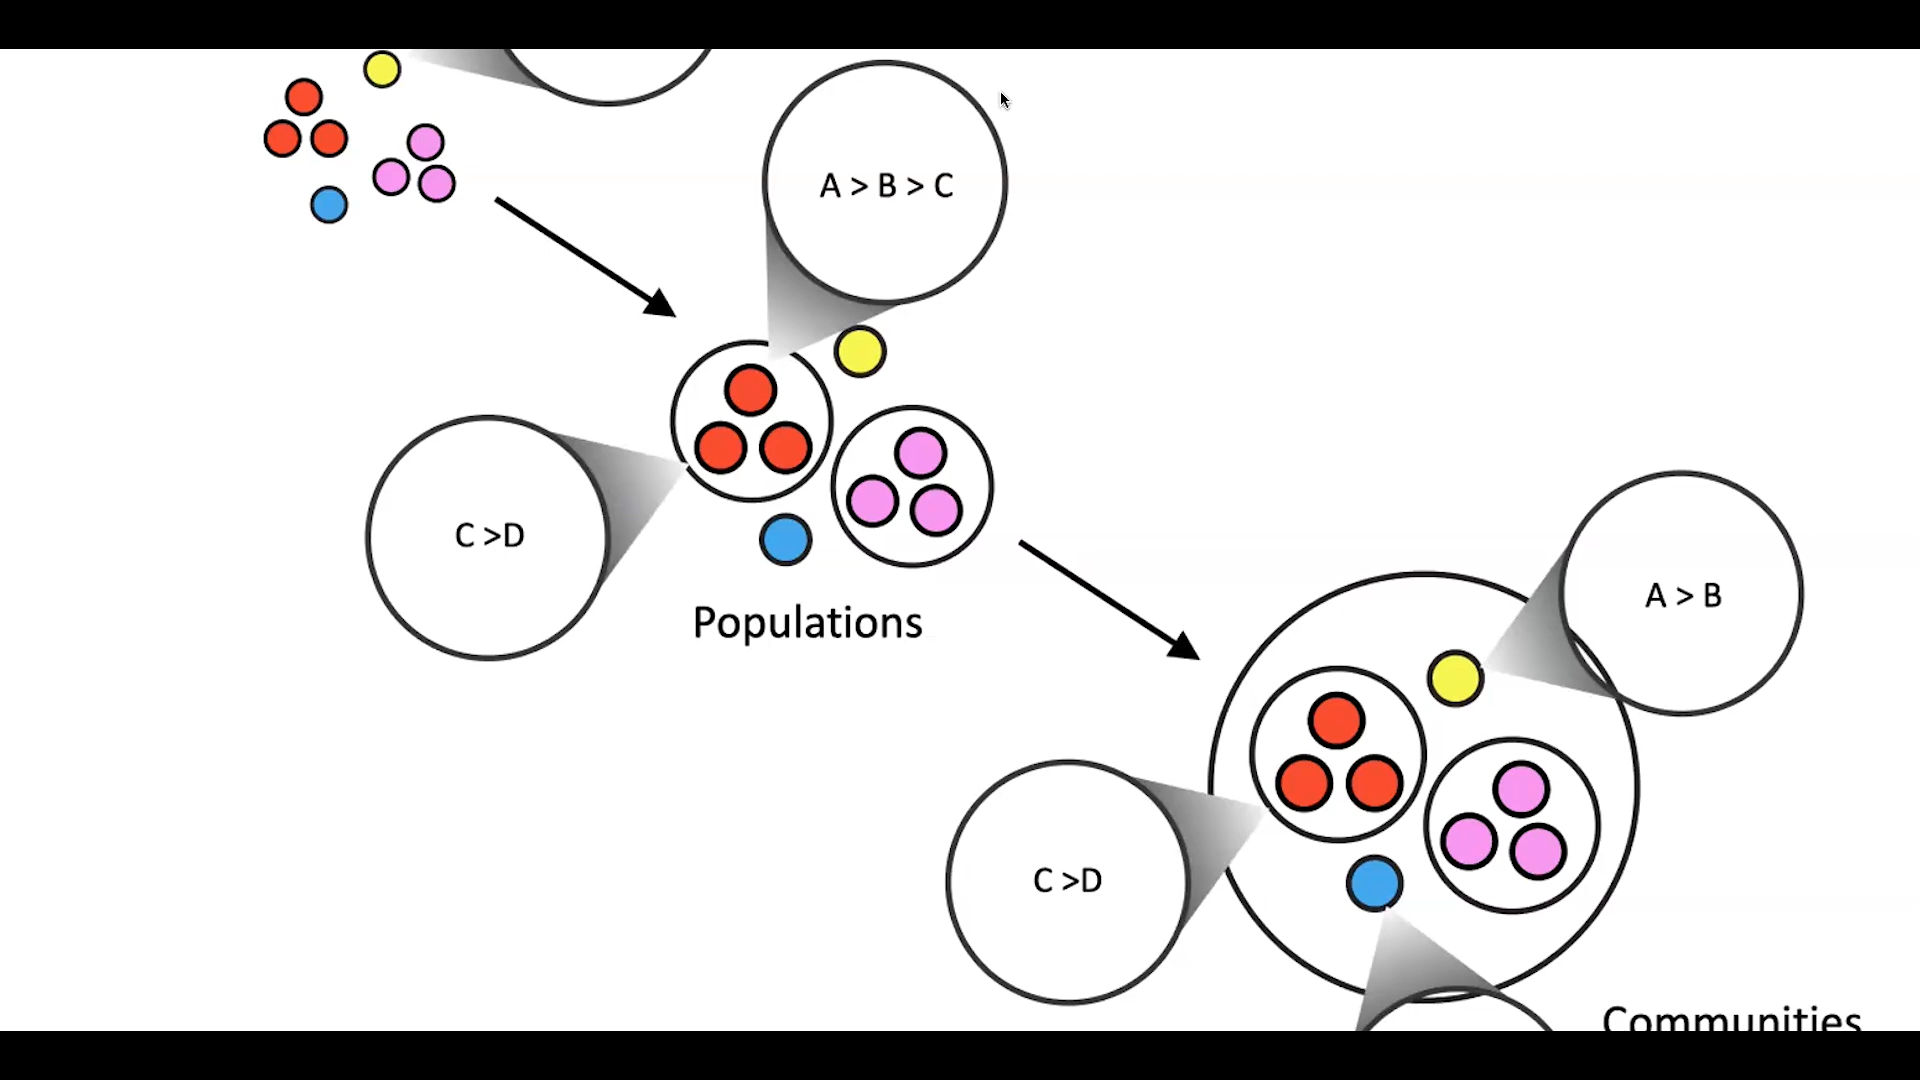 A > B > C
C >D
Populations
A > B
C >D
Communities